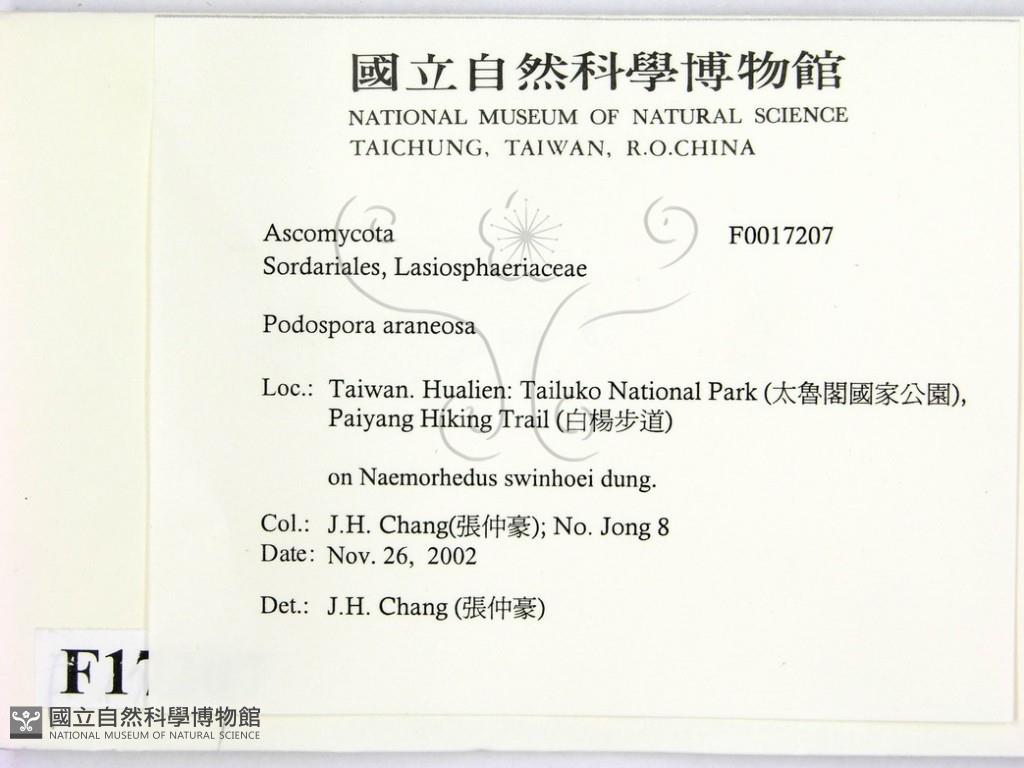 國立自然科學博物館
NATIONAL MUSEUM OF NATURAL SCIENCE
TAICHUNG, TAIWAN, R.O.CHINA
Ascomycota F0017207
Sordariales, Lasiosphaeriaceae
Podospora araneosa
Loc.: Taiwan. Hualien: Tailuko National Park (太魯閣國家公園),
Paiyang Hiking Trail (白楊步道)
on Naemorhedus swinhoei dung.
Col.: J.H. Chang(張仲豪); No. Jong 8
Date: Nov. 26, 2002
Det.: J.H. Chang (張仲豪)
F17
國立自然科學博物館
NATIONAL MUSEUM OF NATURAL SCIENCE